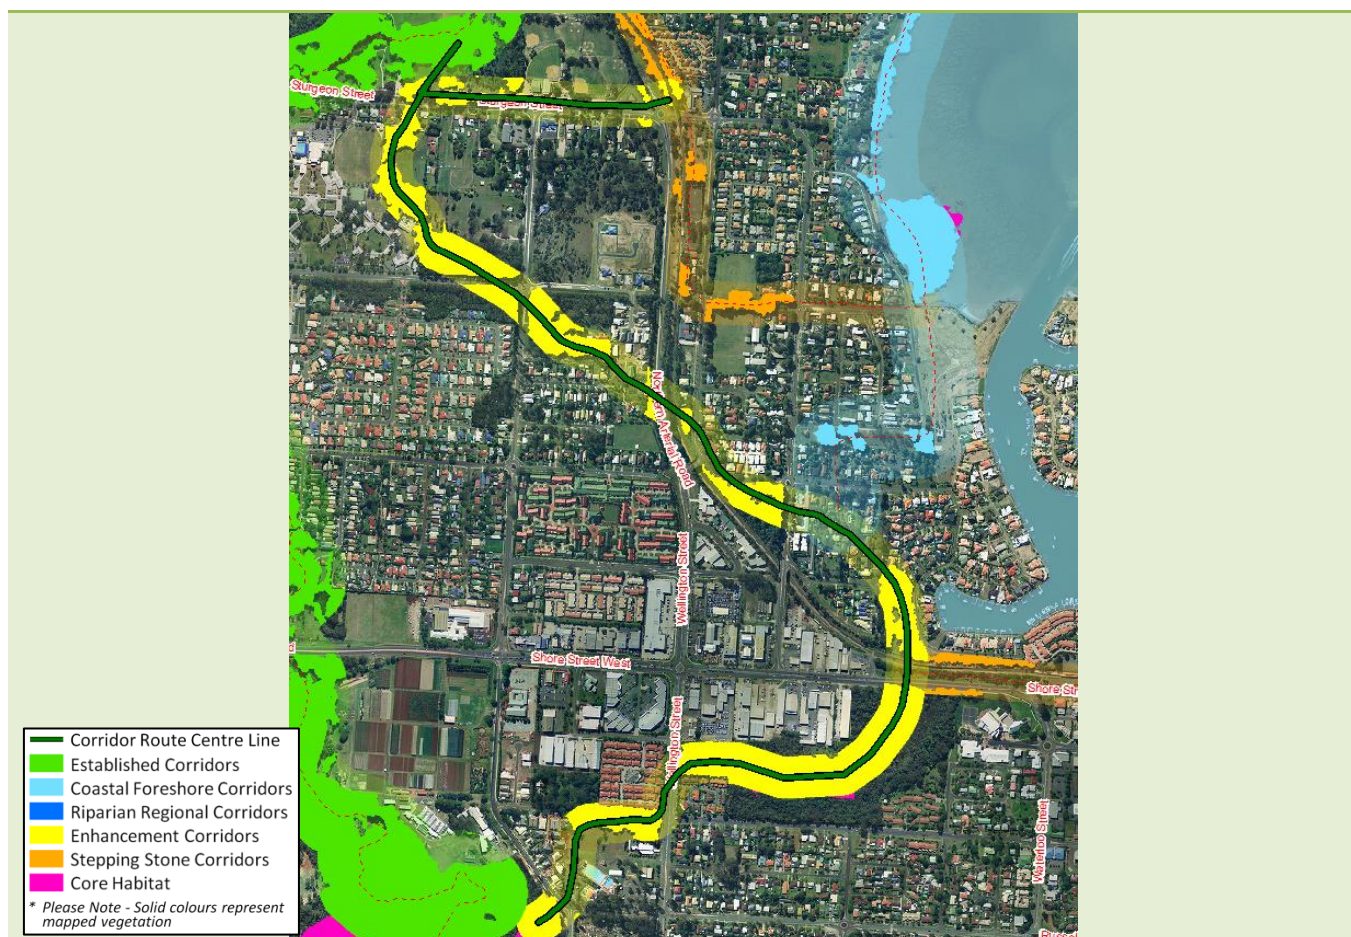 Sturgeon Street
Sturgeon Street
Northern Arterial Road
Wellington Street
Shore Street West
Shore Str
Wellington Street
Waterloo Street
Corridor Route Centre Line
Established Corridors
Coastal Foreshore Corridors
Riparian Regional Corridors
Enhancement Corridors
Stepping Stone Corridors
Core Habitat
* Please Note - Solid colours represent
mapped vegetation